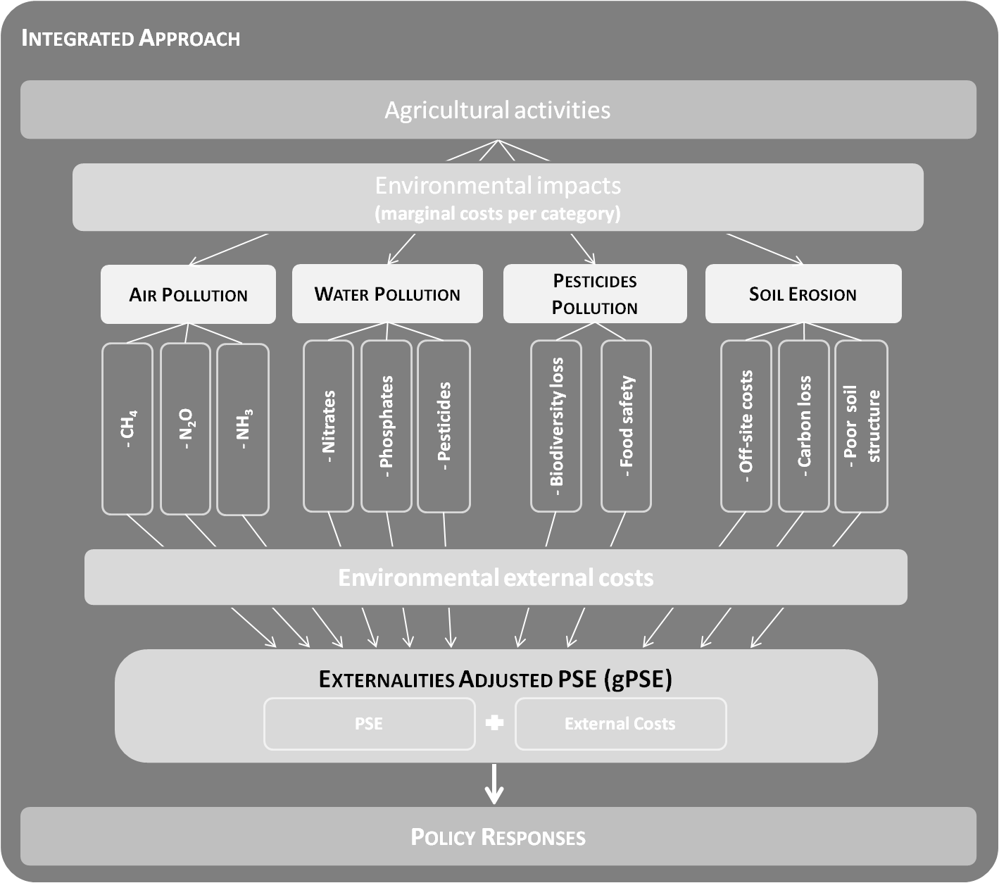 INTEGRATED APPROACH
Agricultural activities
Environmental impacts
(marginal costs per category)
AIR POLLUTION
WATER POLLUTION
PESTICIDES
POLLUTION
SOIL EROSION
- CH₄
- N₂O
- NH₃
- Nitrates
- Phosphates
- Pesticides
- Biodiversity loss
- Food safety
- Off-site costs
- Carbon loss
- Poor soil
structure
Environmental external costs
EXTERNALITIES ADJUSTED PSE (gPSE)
PSE
External Costs
POLICY RESPONSES